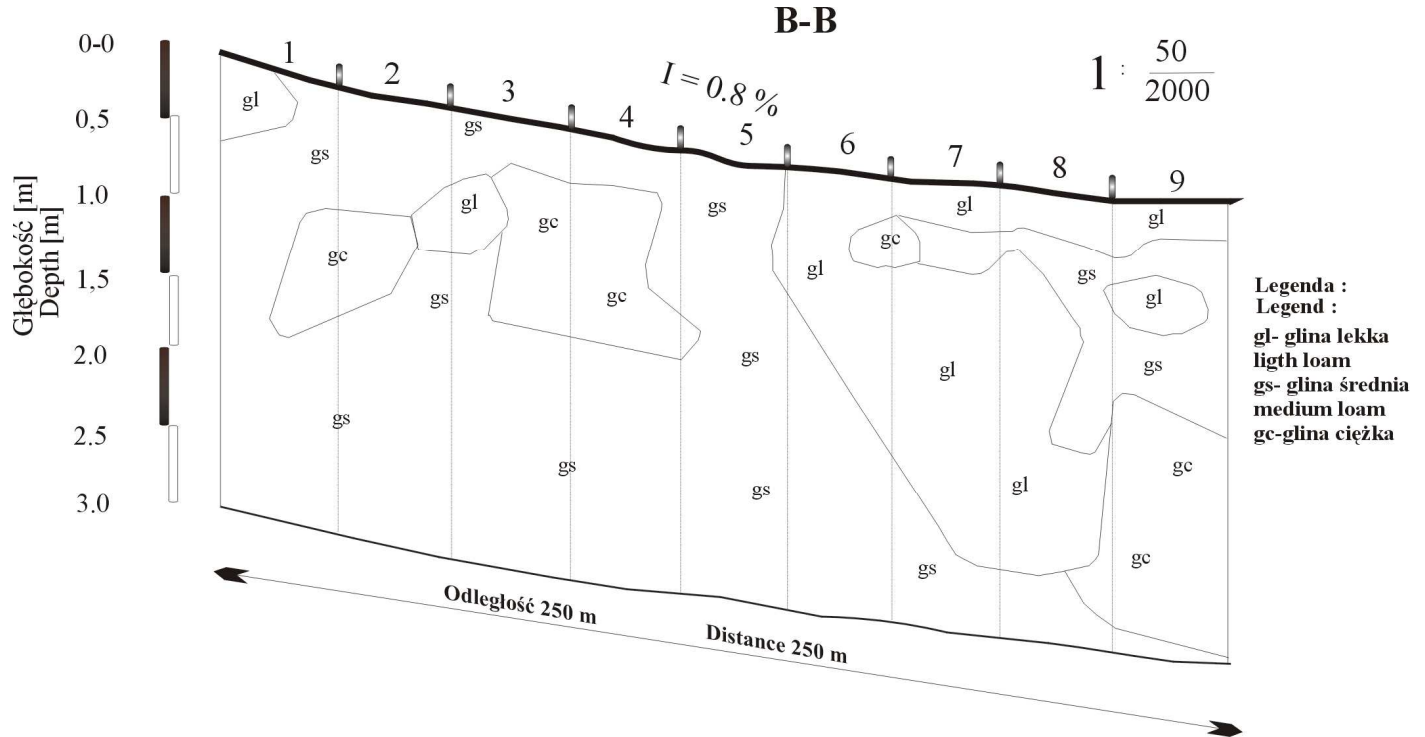 B-B
0-0
0,5
1.0
1,5
2.0
2.5
3.0
Głębokość [m]
Depth [m]
1
2
3
4
5
6
7
8
9
I = 0.8 %
1 : 50
2000
gl
gs
gs
gl
gc
gs
gl
gl
gc
gl
gc
gs
gc
gs
gl
gs
gl
gs
gs
gs
gl
gc
gs
gs
gl
gs
gc
Odległość 250 m
Distance 250 m
Legenda :
Legend :
gl- glina lekka
ligth loam
gs- glina średnia
medium loam
gc-glina ciężka